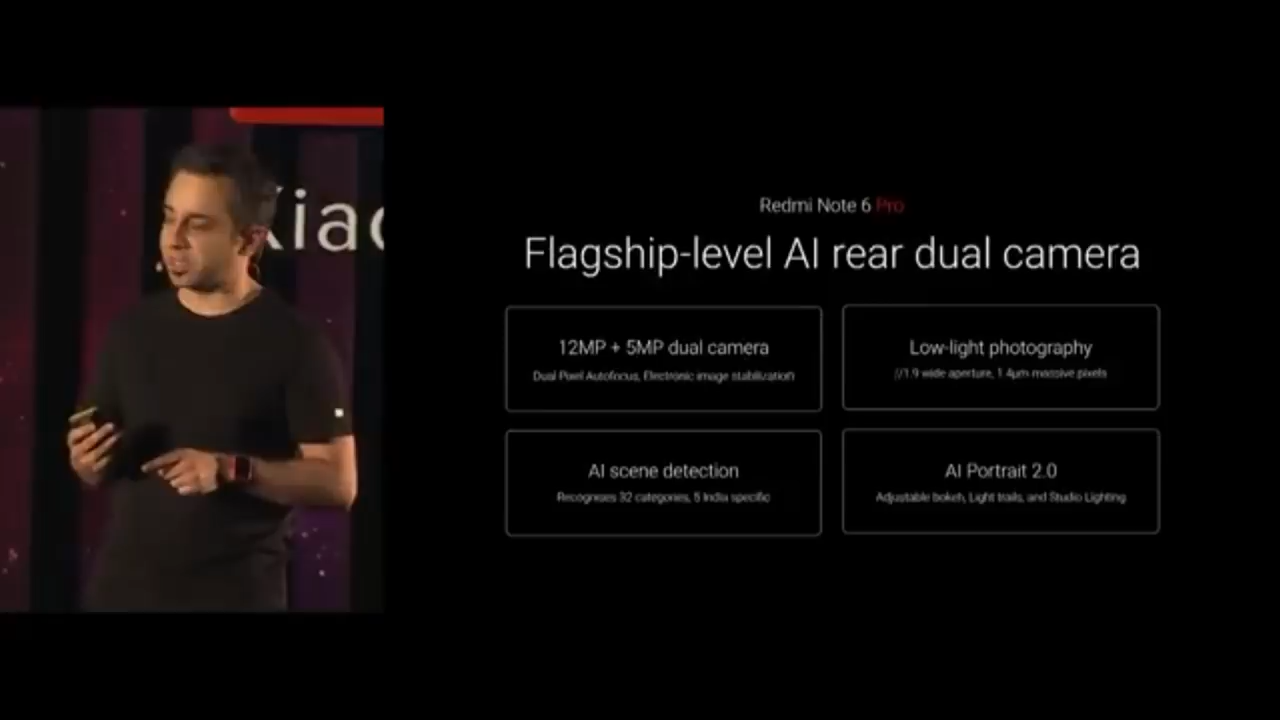 Xiao
Redmi Note 6 Pro
Flagship-level AI rear dual camera
12MP + 5MP dual camera
Dual Pixel Autofocus, Electronic image stabilization
Low-light photography
f/1.9 wide aperture, 1.4μm massive pixels
AI scene detection
Recognises 32 categories, 5 India specific
AI Portrait 2.0
Adjustable bokeh, Light trails, and Studio Lighting